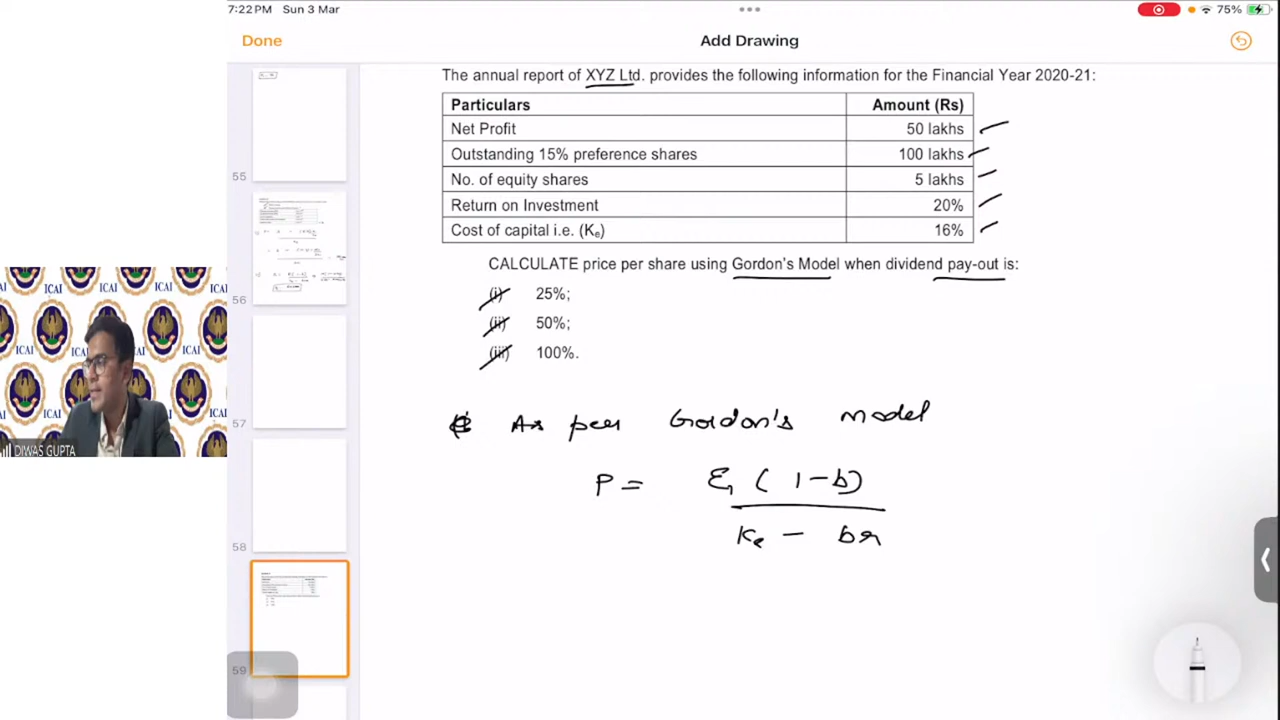 7:22 PM Sun 3 Mar
75%
Done
Add Drawing
The annual report of XYZ Ltd. provides the following information for the Financial Year 2020-21:
Particulars Amount (Rs)
Net Profit 50 lakhs
Outstanding 15% preference shares 100 lakhs
No. of equity shares 5 lakhs
Return on Investment 20%
Cost of capital i.e. (Ke) 16%
CALCULATE price per share using Gordon's Model when dividend pay-out is:
(i) 25%;
(ii) 50%;
(iii) 100%.
As per Gordon's model
P = E1 (1-b)
Ke - br
55
56
57
58
59
ICAI
ICAI
ICAI
ICAI
DIWAS GUPTA